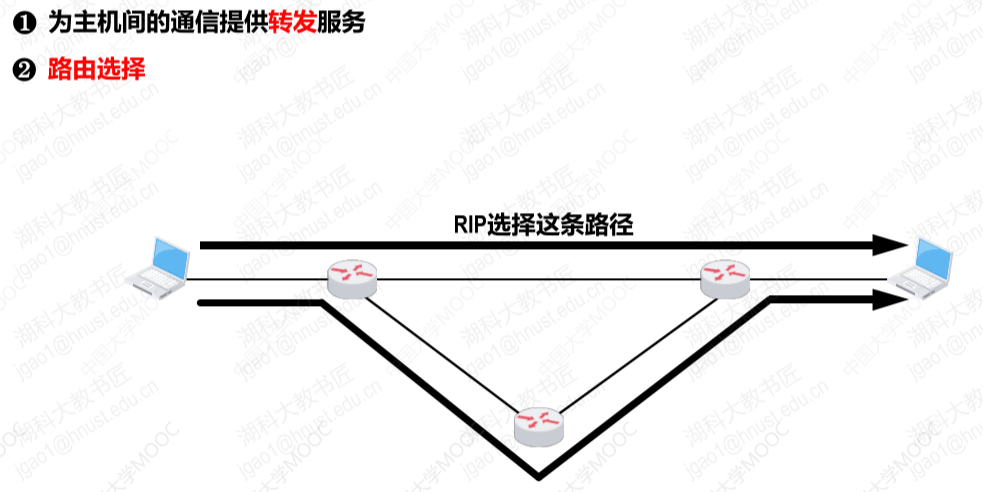 ❶ 为主机间的通信提供转发服务
❷ 路由选择
RIP选择这条路径
湖科大教书匠
jgao1@hnust.edu.cn
中国大学MOOC